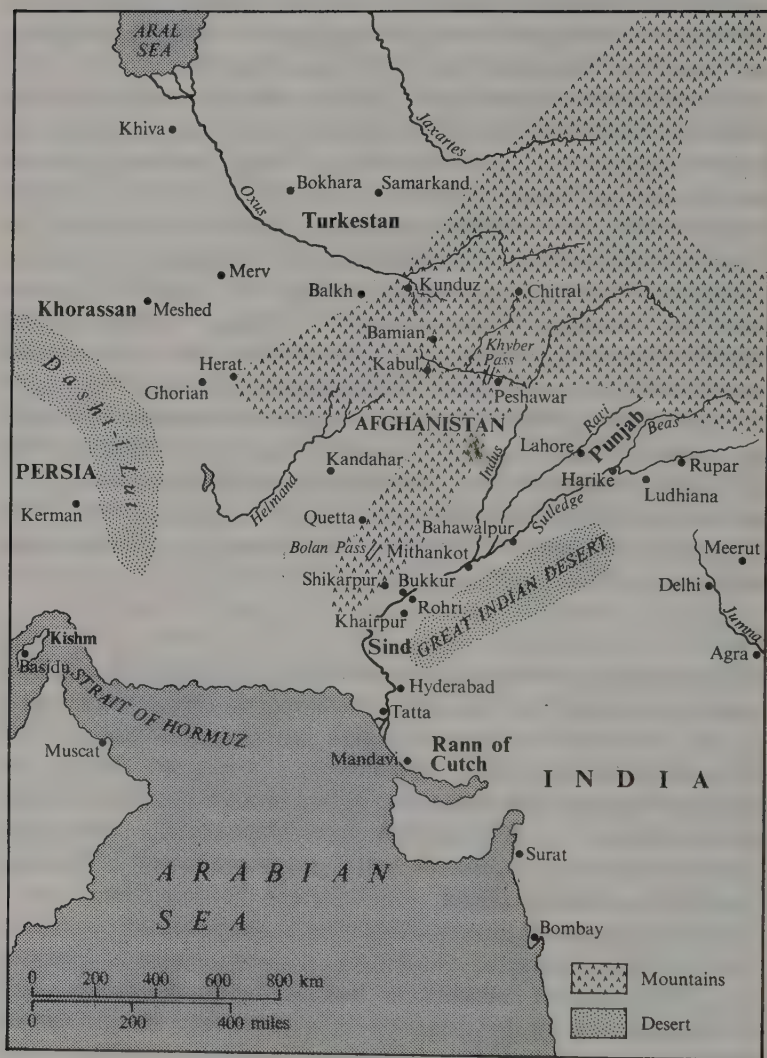 ARAL
SEA
Khiva
Jaxartes
Oxus
Bokhara
Samarkand
Turkestan
Merv
Khorassan
Meshed
Balkh
Kunduz
Chitral
Bamian
Khyber
Pass
Kabul
Peshawar
Herat
Ghorian
Dasht-i Lut
AFGHANISTAN
PERSIA
Kerman
Helmand
Kandahar
Indus
Lahore
Ravi
Punjab
Beas
Harike
Rupar
Ludhiana
Quetta
Bahawalpur
Sutledge
Bolan Pass
Mithankot
Shikarpur
Bukkur
Rohri
Khairpur
GREAT INDIAN DESERT
Meerut
Delhi
Jumna
Agra
Sind
Kishm
Basidu
STRAIT OF HORMUZ
Hyderabad
Tatta
Muscat
Mandavi
Rann of
Cutch
INDIA
ARABIAN
SEA
Surat
Bombay
0 200 400 600 800 km
0 200 400 miles
Mountains
Desert